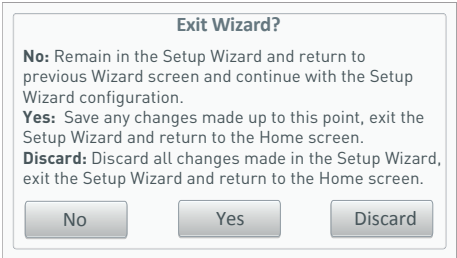 Exit Wizard?
No: Remain in the Setup Wizard and return to
previous Wizard screen and continue with the Setup
Wizard configuration.
Yes: Save any changes made up to this point, exit the
Setup Wizard and return to the Home screen.
Discard: Discard all changes made in the Setup Wizard,
exit the Setup Wizard and return to the Home screen.
No Yes Discard